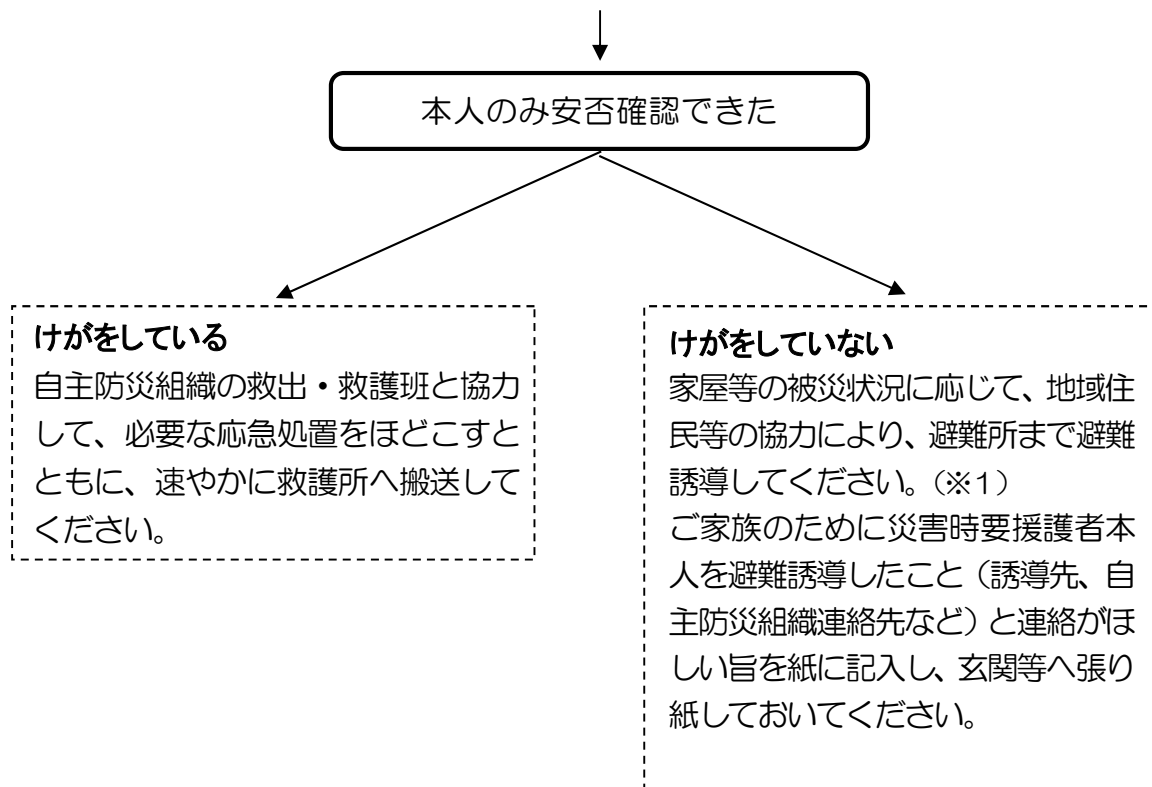 本人のみ安否確認できた
けがをしている
自主防災組織の救出・救護班と協力
して、必要な応急処置をほどこすと
ともに、速やかに救護所へ搬送して
ください。
けがをしていない
家屋等の被災状況に応じて、地域住
民等の協力により、避難所まで避難
誘導してください。（※1）
ご家族のために災害時要援護者本
人を避難誘導したこと（誘導先、自
主防災組織連絡先など）と連絡がほ
しい旨を紙に記入し、玄関等へ張り
紙しておいてください。